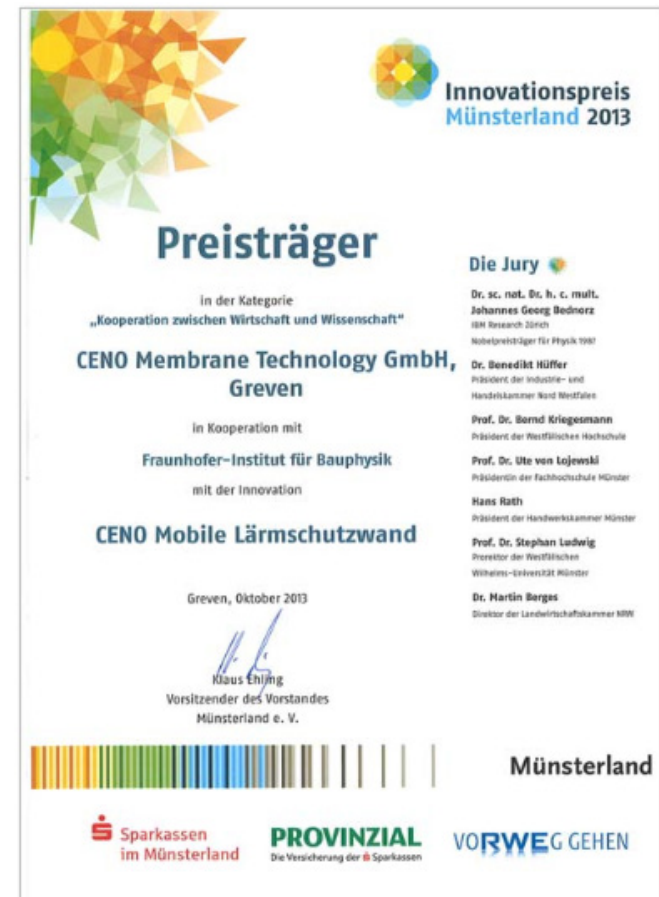 Innovationspreis
Münsterland 2013
Preisträger
in der Kategorie
„Kooperation zwischen Wirtschaft und Wissenschaft“
CENO Membrane Technology GmbH,
Greven
in Kooperation mit
Fraunhofer-Institut für Bauphysik
mit der Innovation
CENO Mobile Lärmschutzwand
Greven, Oktober 2013
Klaus Ehling
Vorsitzender des Vorstandes
Münsterland e. V.
Die Jury
Dr. sc. nat. Dr. h. c. mult.
Johannes Georg Bednorz
IBM Research Zürich
Nobelpreisträger für Physik 1987
Dr. Benedikt Hüffer
Präsident der Industrie- und
Handelskammer Nord Westfalen
Prof. Dr. Bernd Kriegesmann
Präsident der Westfälischen Hochschule
Prof. Dr. Ute von Lojewski
Präsidentin der Fachhochschule Münster
Hans Rath
Präsident der Handwerkskammer Münster
Prof. Dr. Stephan Ludwig
Prorektor der Westfälischen
Wilhelms-Universität Münster
Dr. Martin Berges
Direktor der Landwirtschaftskammer NRW
Münsterland
Sparkassen
im Münsterland
PROVINZIAL
Die Versicherung der Sparkassen
VORWEG GEHEN